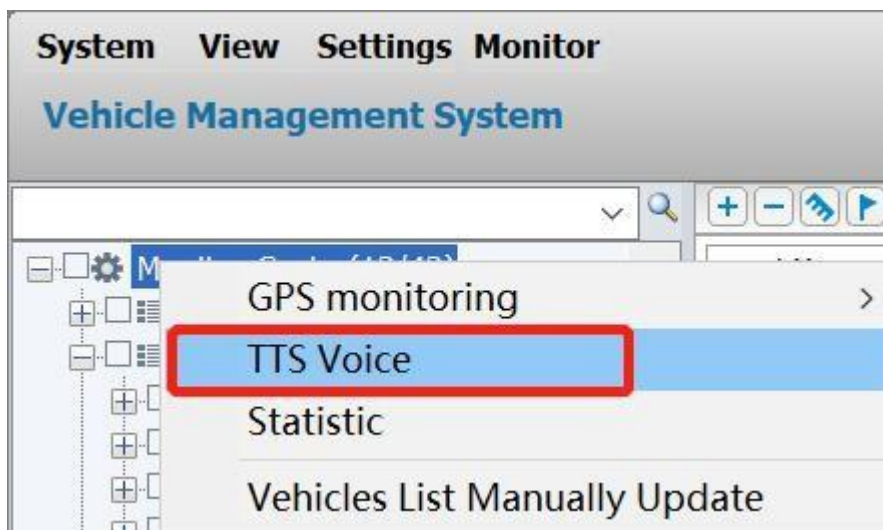 System View Settings Monitor
Vehicle Management System
GPS monitoring
TTS Voice
Statistic
Vehicles List Manually Update